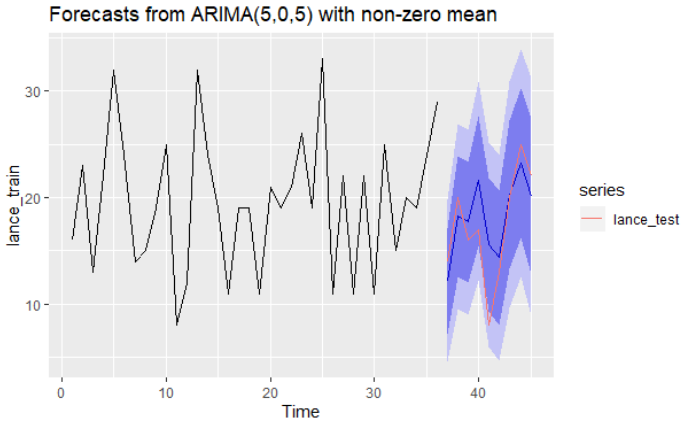 Forecasts from ARIMA(5,0,5) with non-zero mean
30
20
10
lance_train
0
10
20
30
40
Time
series
lance_test